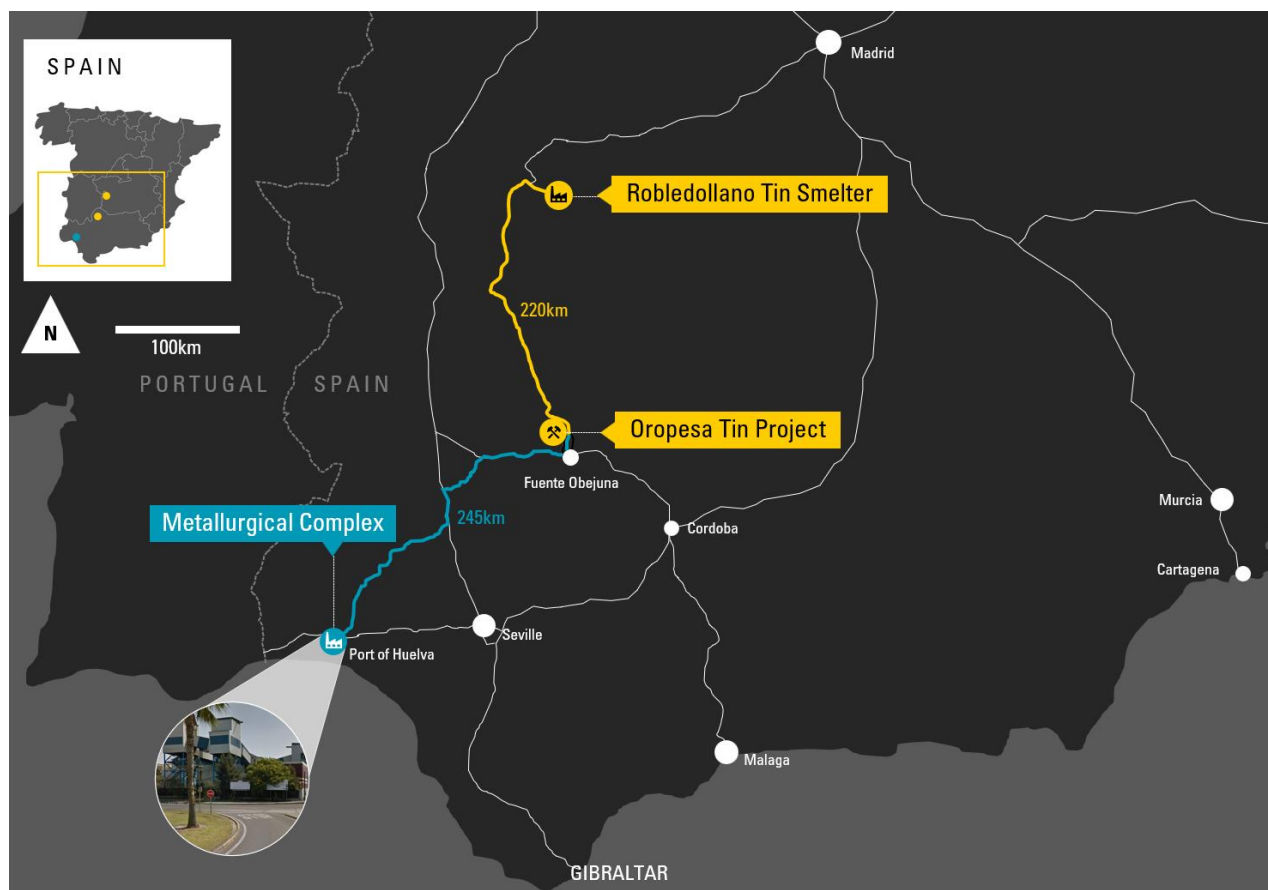 SPAIN
Madrid
Robledollano Tin Smelter
N
100km
220km
PORTUGAL
SPAIN
Oropesa Tin Project
Fuente Obejuna
Metallurgical Complex
245km
Cordoba
Murcia
Cartagena
Seville
Port of Huelva
Malaga
GIBRALTAR